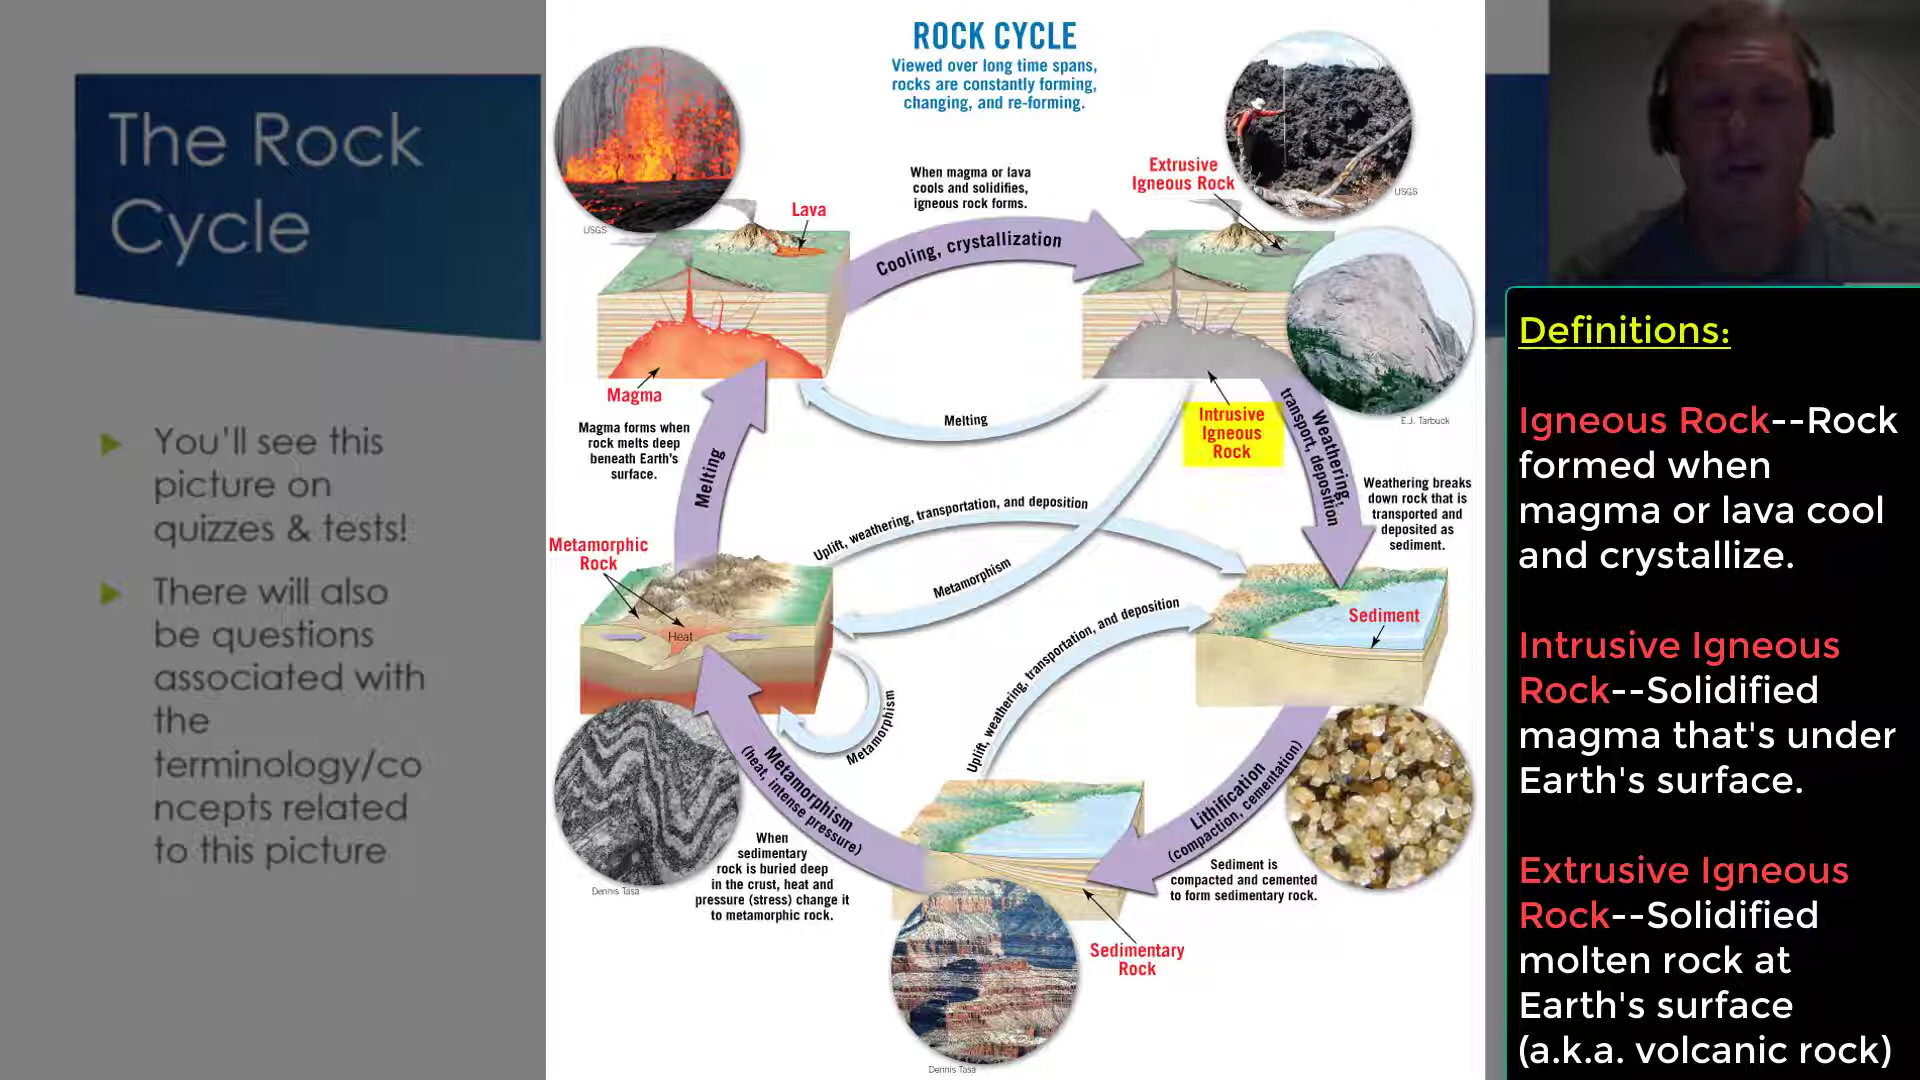 The Rock
Cycle
You'll see this
picture on
quizzes & tests!
There will also
be questions
associated with
the
terminology/co
ncepts related
to this picture
ROCK CYCLE
Viewed over long time spans,
rocks are constantly forming,
changing, and re-forming.
USGS
Lava
When magma or lava
cools and solidifies,
igneous rock forms.
Cooling, crystallization
Extrusive
Igneous Rock
USGS
E.J. Tarbuck
Magma
Magma forms when
rock melts deep
beneath Earth's
surface.
Melting
Melting
Intrusive
Igneous
Rock
Weathering,
transport, deposition
Weathering breaks
down rock that is
transported and
deposited as
sediment.
Uplift, weathering, transportation, and deposition
Metamorphism
Metamorphic
Rock
Heat
Metamorphism
Uplift, weathering, transportation, and deposition
Sediment
Lithification
(compaction, cementation)
Sediment is
compacted and cemented
to form sedimentary rock.
Metamorphism
(heat, intense pressure)
When
sedimentary
rock is buried deep
in the crust, heat and
pressure (stress) change it
to metamorphic rock.
Dennis Tasa
Sedimentary
Rock
Dennis Tasa
Definitions:
Igneous Rock--Rock
formed when
magma or lava cool
and crystallize.
Intrusive Igneous
Rock--Solidified
magma that's under
Earth's surface.
Extrusive Igneous
Rock--Solidified
molten rock at
Earth's surface
(a.k.a. volcanic rock)